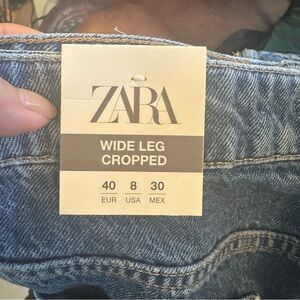 ZARA
WIDE LEG
CROPPED
40 8 30
EUR USA MEX